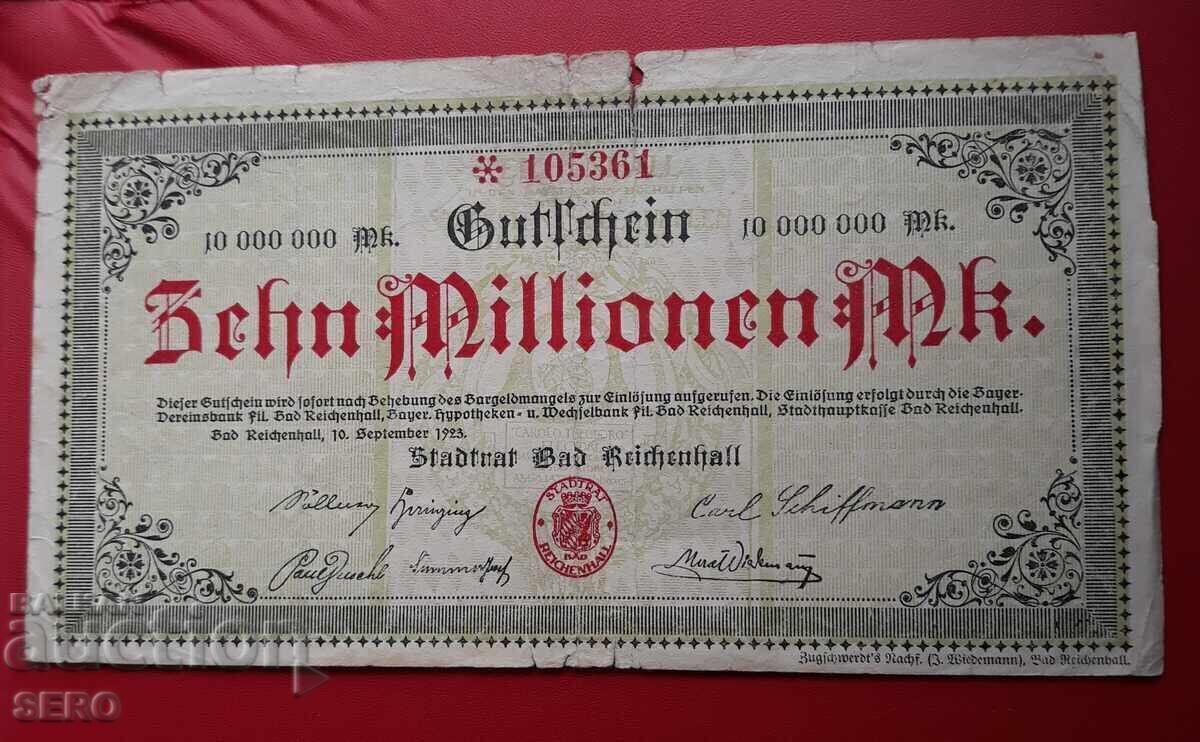 * 105361
10 000 000 Mk. Gutschein 10 000 000 Mk.
Zehn Millionen Mk.
Dieser Gutschein wird sofort nach Behebung des Bargeldmangels zur Einlösung aufgerufen. Die Einlösung erfolgt durch die Bayer.
Vereinsbank Fil. Bad Reichenhall, Bayer. Hypotheken- u. Wechselbank Fil. Bad Reichenhall, Stadthauptkasse Bad Reichenhall.
Bad Reichenhall, 10. September 1923.
Stadtrat Bad Reichenhall
Carl Schiffmann
STADTRAT
BAD
REICHENHALL
Zugschwerdt's Nachf. (J. Wiedemann), Bad Reichenhall.
BALKAN
auction
SERO